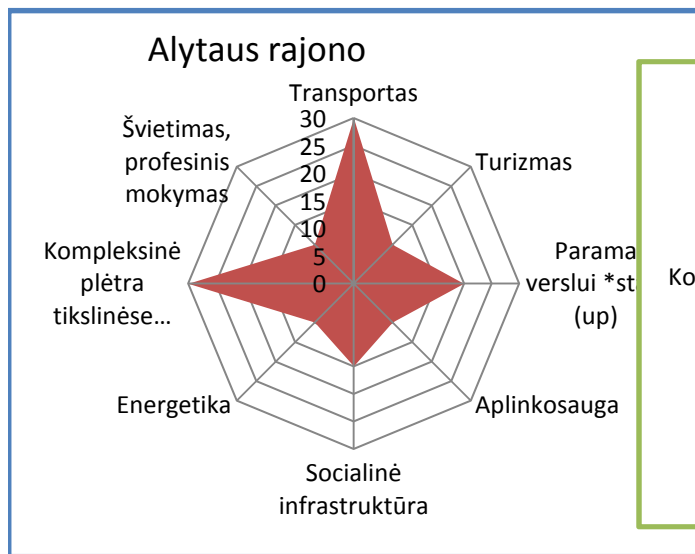 Alytaus rajono
Transportas
30
25
20
15
10
5
0
Turizmas
Parama
verslui *st
(up)
Aplinkosauga
Socialinė
infrastruktūra
Energetika
Kompleksinė
plėtra
tikslinėse...
Švietimas,
profesinis
mokymas
Ko